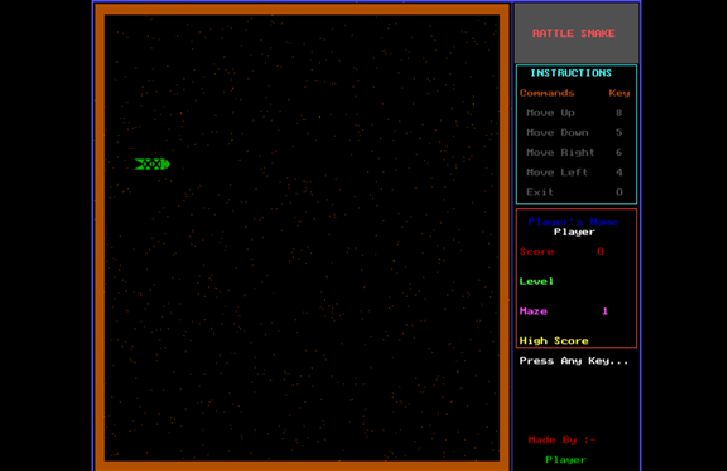 RATTLE SNAKE
INSTRUCTIONS
Commands Key
Move Up 8
Move Down 5
Move Right 6
Move Left 4
Exit 0
Player's Name
Player
Score 0
Level
Maze 1
High Score
Press Any Key...
Made By :-
Player